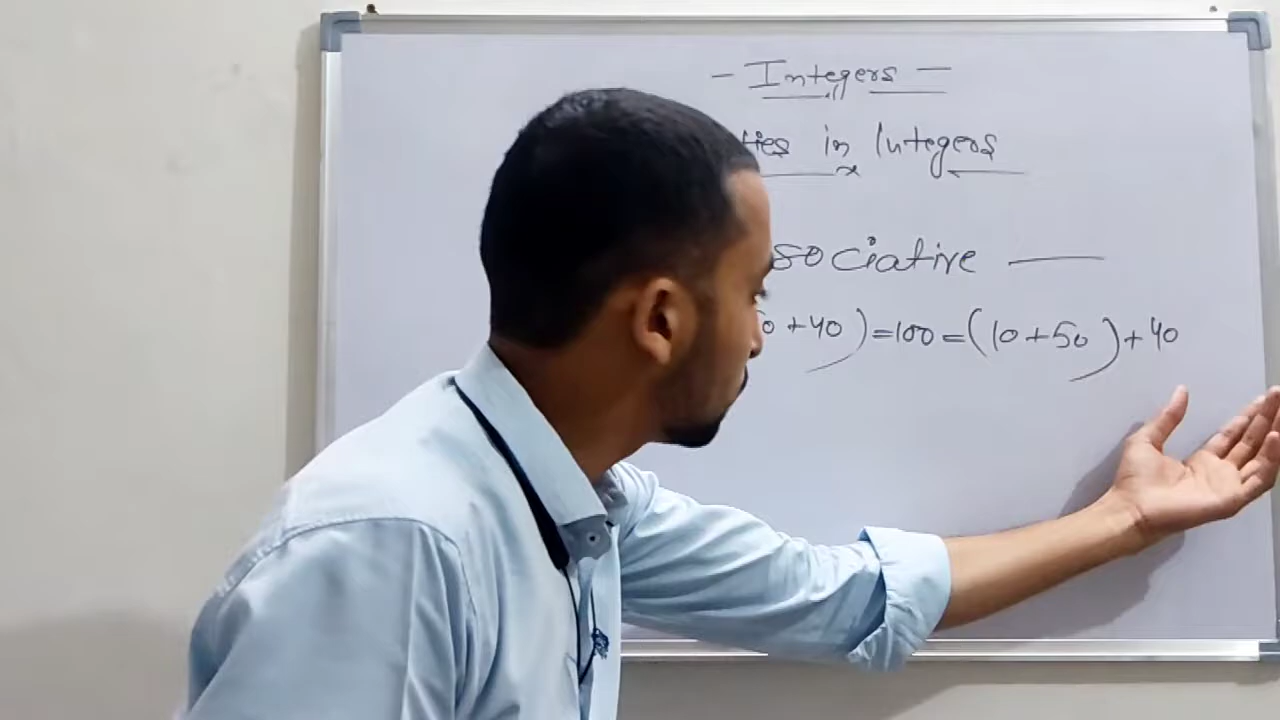 - Integers -
ties in Integers
sociative —
0 + 40 ) = 100 = ( 10 + 50 ) + 40